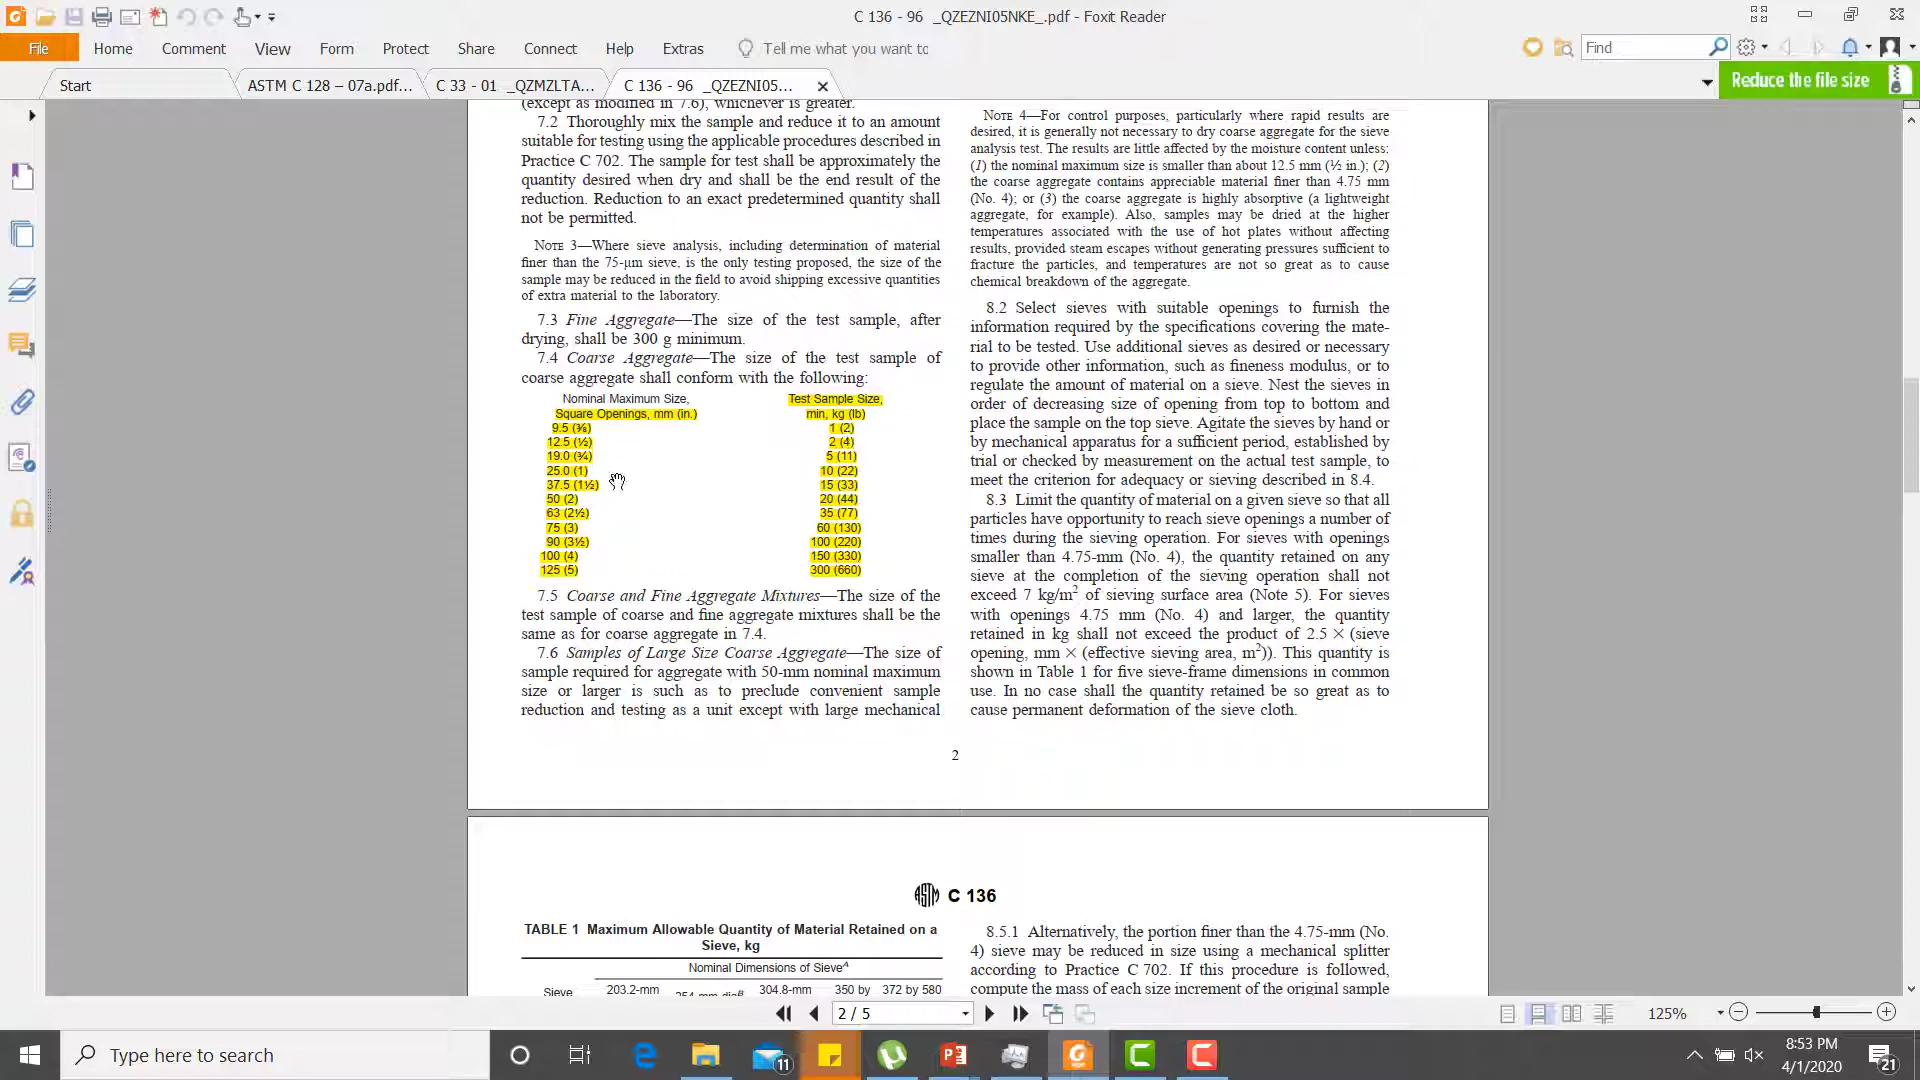 C 136 - 96   _QZEZNI05NKE_.pdf - Foxit Reader
File Home Comment View Form Protect Share Connect Help Extras Tell me what you want to Find
Start ASTM C 128 – 07a.pdf... C 33 - 01 _QZMZLTA... C 136 - 96 _QZEZNI05...
Reduce the file size
(except as modified in 7.6), whichever is greater.
7.2 Thoroughly mix the sample and reduce it to an amount
suitable for testing using the applicable procedures described in
Practice C 702. The sample for test shall be approximately the
quantity desired when dry and shall be the end result of the
reduction. Reduction to an exact predetermined quantity shall
not be permitted.
NOTE 3—Where sieve analysis, including determination of material
finer than the 75-μm sieve, is the only testing proposed, the size of the
sample may be reduced in the field to avoid shipping excessive quantities
of extra material to the laboratory.
7.3 Fine Aggregate—The size of the test sample, after
drying, shall be 300 g minimum.
7.4 Coarse Aggregate—The size of the test sample of
coarse aggregate shall conform with the following:
Nominal Maximum Size, Test Sample Size,
Square Openings, mm (in.) min, kg (lb)
9.5 (⅜) 1 (2)
12.5 (½) 2 (4)
19.0 (¾) 5 (11)
25.0 (1) 10 (22)
37.5 (1½) 15 (33)
50 (2) 20 (44)
63 (2½) 35 (77)
75 (3) 60 (130)
90 (3½) 100 (220)
100 (4) 150 (330)
125 (5) 300 (660)
7.5 Coarse and Fine Aggregate Mixtures—The size of the
test sample of coarse and fine aggregate mixtures shall be the
same as for coarse aggregate in 7.4.
7.6 Samples of Large Size Coarse Aggregate—The size of
sample required for aggregate with 50-mm nominal maximum
size or larger is such as to preclude convenient sample
reduction and testing as a unit except with large mechanical
NOTE 4—For control purposes, particularly where rapid results are
desired, it is generally not necessary to dry coarse aggregate for the sieve
analysis test. The results are little affected by the moisture content unless:
(1) the nominal maximum size is smaller than about 12.5 mm (½ in.); (2)
the coarse aggregate contains appreciable material finer than 4.75 mm
(No. 4); or (3) the coarse aggregate is highly absorptive (a lightweight
aggregate, for example). Also, samples may be dried at the higher
temperatures associated with the use of hot plates without affecting
results, provided steam escapes without generating pressures sufficient to
fracture the particles, and temperatures are not so great as to cause
chemical breakdown of the aggregate.
8.2 Select sieves with suitable openings to furnish the
information required by the specifications covering the mate-
rial to be tested. Use additional sieves as desired or necessary
to provide other information, such as fineness modulus, or to
regulate the amount of material on a sieve. Nest the sieves in
order of decreasing size of opening from top to bottom and
place the sample on the top sieve. Agitate the sieves by hand or
by mechanical apparatus for a sufficient period, established by
trial or checked by measurement on the actual test sample, to
meet the criterion for adequacy or sieving described in 8.4.
8.3 Limit the quantity of material on a given sieve so that all
particles have opportunity to reach sieve openings a number of
times during the sieving operation. For sieves with openings
smaller than 4.75-mm (No. 4), the quantity retained on any
sieve at the completion of the sieving operation shall not
exceed 7 kg/m² of sieving surface area (Note 5). For sieves
with openings 4.75 mm (No. 4) and larger, the quantity
retained in kg shall not exceed the product of 2.5 × (sieve
opening, mm × (effective sieving area, m²)). This quantity is
shown in Table 1 for five sieve-frame dimensions in common
use. In no case shall the quantity retained be so great as to
cause permanent deformation of the sieve cloth.
2
ASTM C 136
TABLE 1 Maximum Allowable Quantity of Material Retained on a
Sieve, kg
Nominal Dimensions of Sieveᴬ
Sieve 203.2-mm 254-mm diaᴮ 304.8-mm 350 by 372 by 580
8.5.1 Alternatively, the portion finer than the 4.75-mm (No.
4) sieve may be reduced in size using a mechanical splitter
according to Practice C 702. If this procedure is followed,
compute the mass of each size increment of the original sample
2 / 5
125%
Type here to search
11
8:53 PM
4/1/2020
21